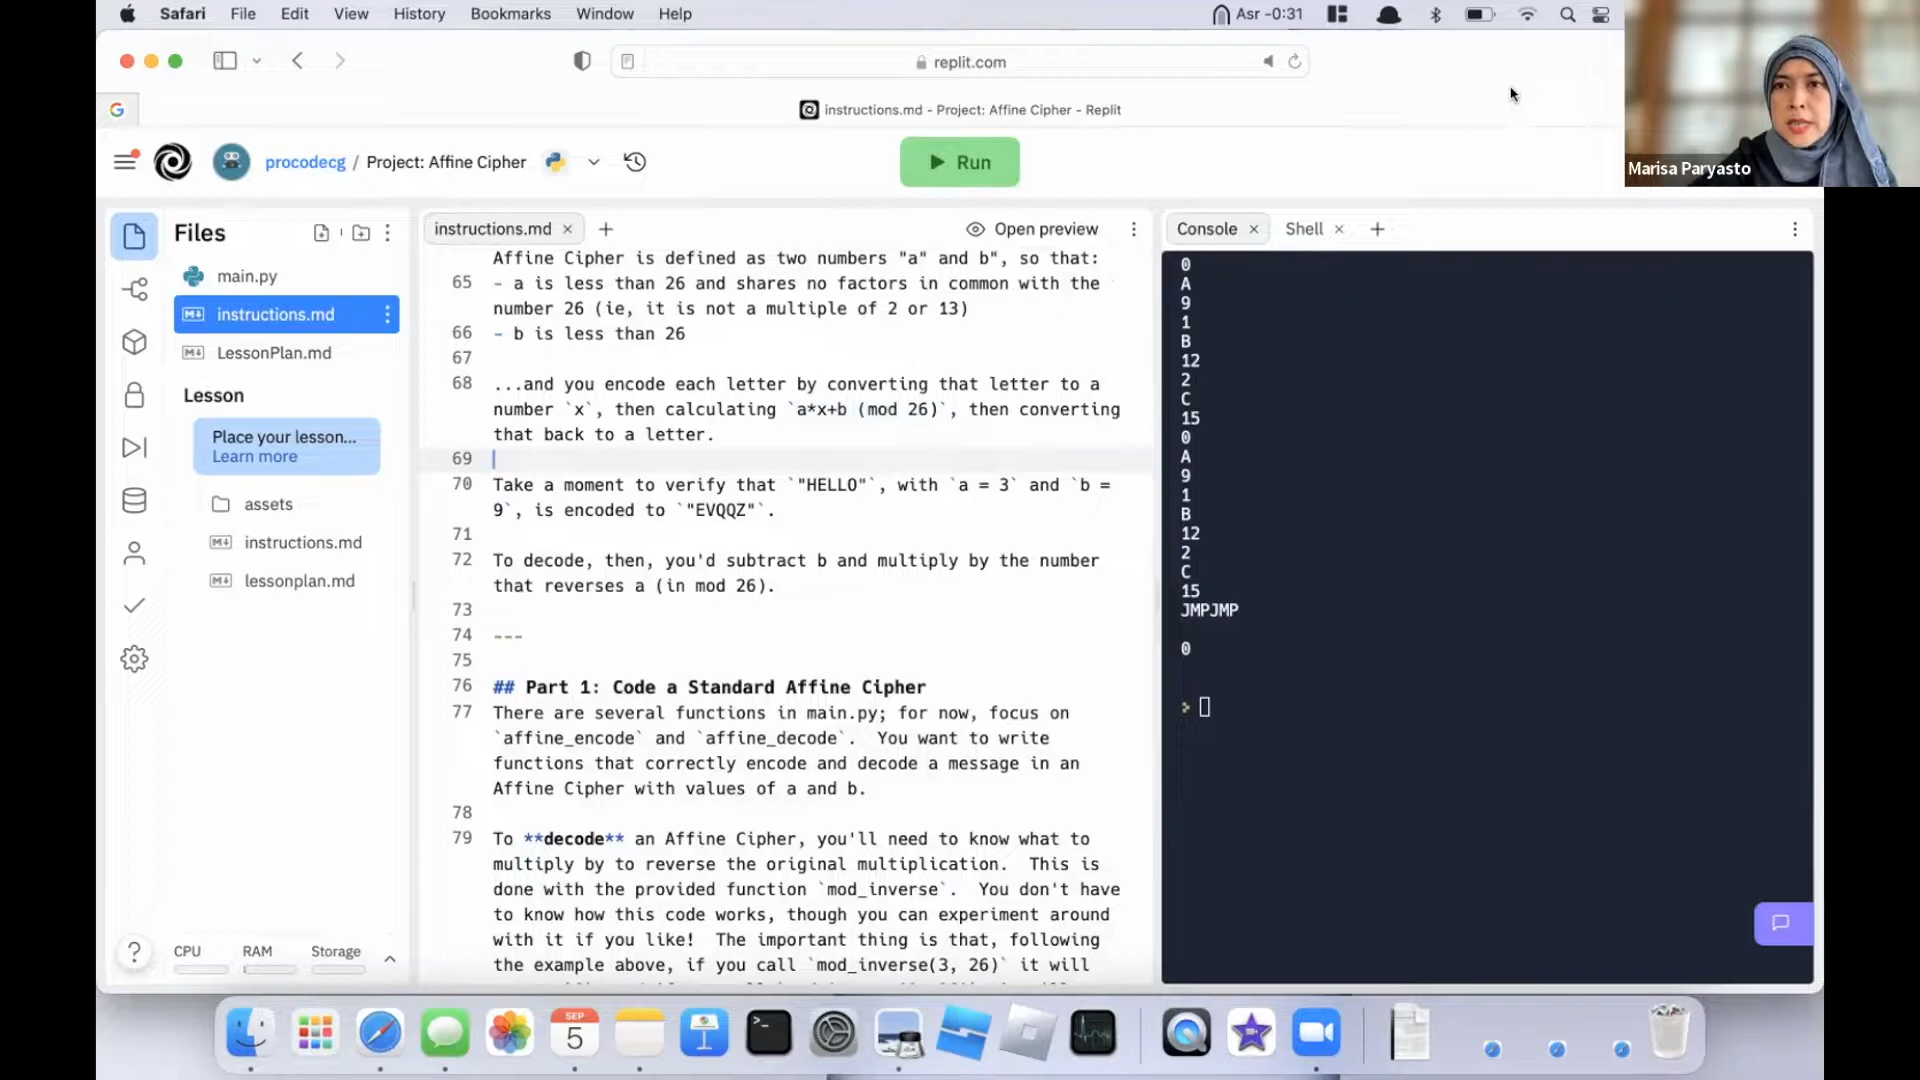 Safari File Edit View History Bookmarks Window Help Asr -0:31
replit.com
instructions.md - Project: Affine Cipher - Replit
procodecg / Project: Affine Cipher
Run
Marisa Paryasto
Files
main.py
instructions.md
LessonPlan.md
Lesson
Place your lesson...
Learn more
assets
instructions.md
lessonplan.md
CPU RAM Storage
instructions.md
Open preview
Affine Cipher is defined as two numbers "a" and b", so that:
65 - a is less than 26 and shares no factors in common with the
number 26 (ie, it is not a multiple of 2 or 13)
66 - b is less than 26
67
68 ...and you encode each letter by converting that letter to a
number `x`, then calculating `a*x+b (mod 26)`, then converting
that back to a letter.
69
70 Take a moment to verify that `"HELLO"`, with `a = 3` and `b =
9`, is encoded to `"EVQQZ"`.
71
72 To decode, then, you'd subtract b and multiply by the number
that reverses a (in mod 26).
73
74 ---
75
76 ## Part 1: Code a Standard Affine Cipher
77 There are several functions in main.py; for now, focus on
`affine_encode` and `affine_decode`.  You want to write
functions that correctly encode and decode a message in an
Affine Cipher with values of a and b.
78
79 To **decode** an Affine Cipher, you'll need to know what to
multiply by to reverse the original multiplication.  This is
done with the provided function `mod_inverse`.  You don't have
to know how this code works, though you can experiment around
with it if you like!  The important thing is that, following
the example above, if you call `mod_inverse(3, 26)` it will
Console Shell
0
A
9
1
B
12
2
C
15
0
A
9
1
B
12
2
C
15
JMPJMP
0
SEP
5